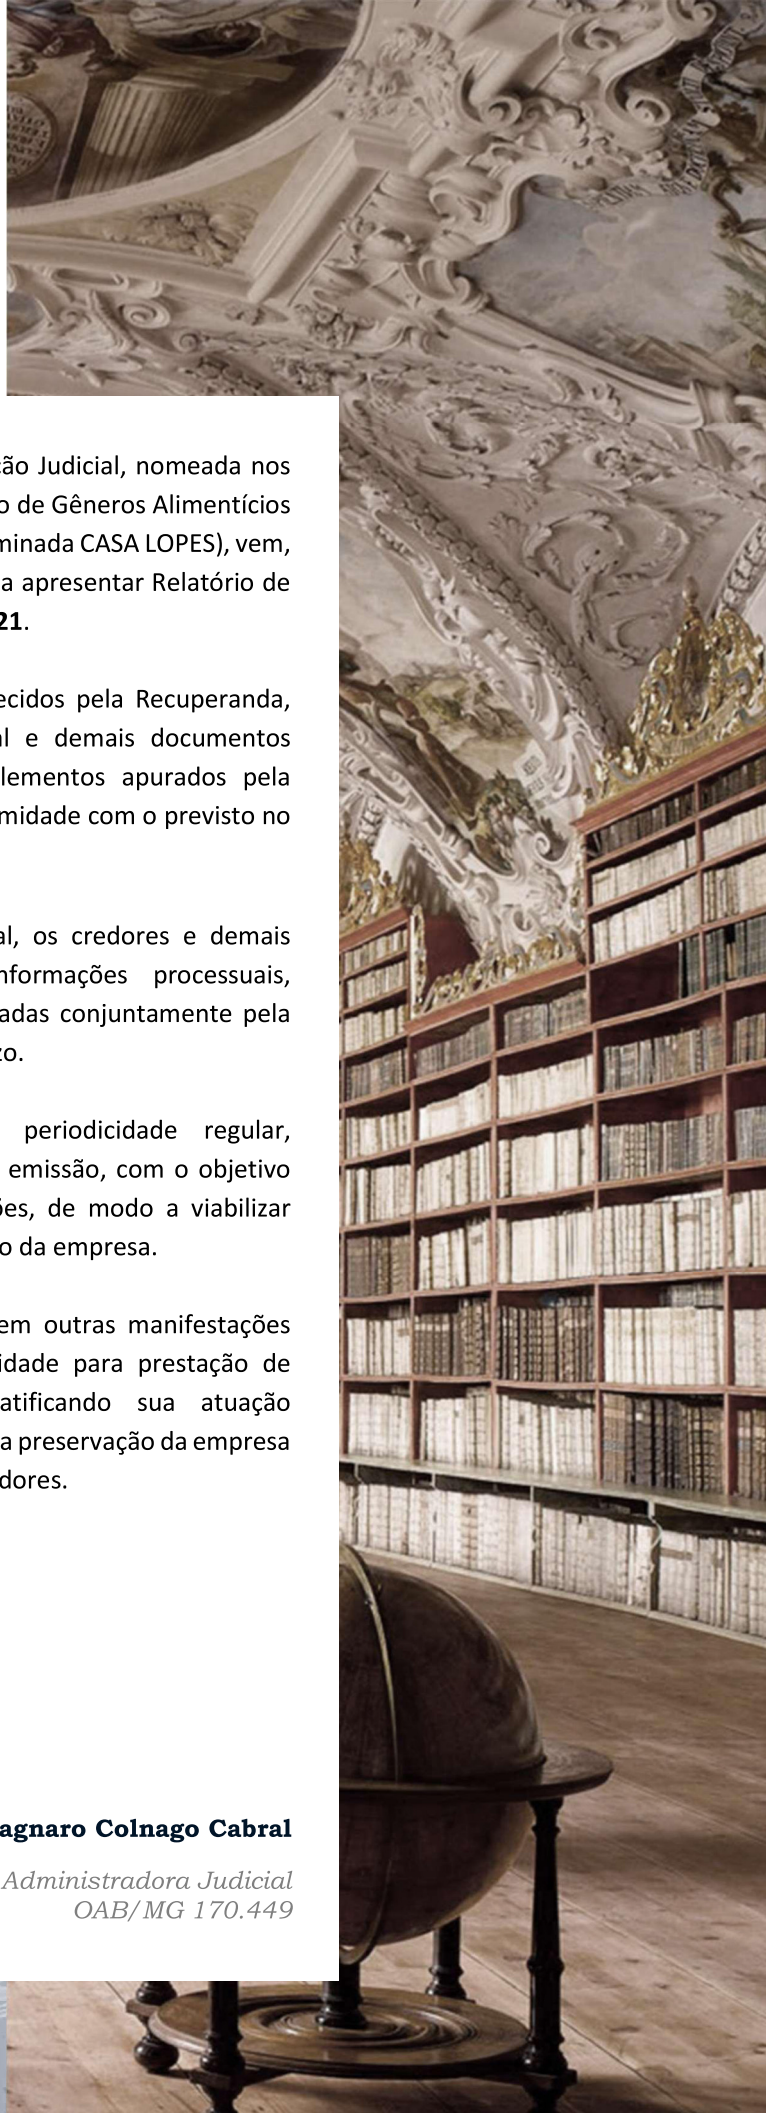 ção Judicial, nomeada nos
o de Gêneros Alimentícios
minada CASA LOPES), vem,
a apresentar Relatório de
21.
ecidos pela Recuperanda,
al e demais documentos
lementos apurados pela
midade com o previsto no
al, os credores e demais
nformações processuais,
adas conjuntamente pela
zo.
periodicidade regular,
emissão, com o objetivo
ões, de modo a viabilizar
o da empresa.
em outras manifestações
idade para prestação de
atificando sua atuação
a preservação da empresa
dores.
agnaro Colnago Cabral
Administradora Judicial
OAB/MG 170.449